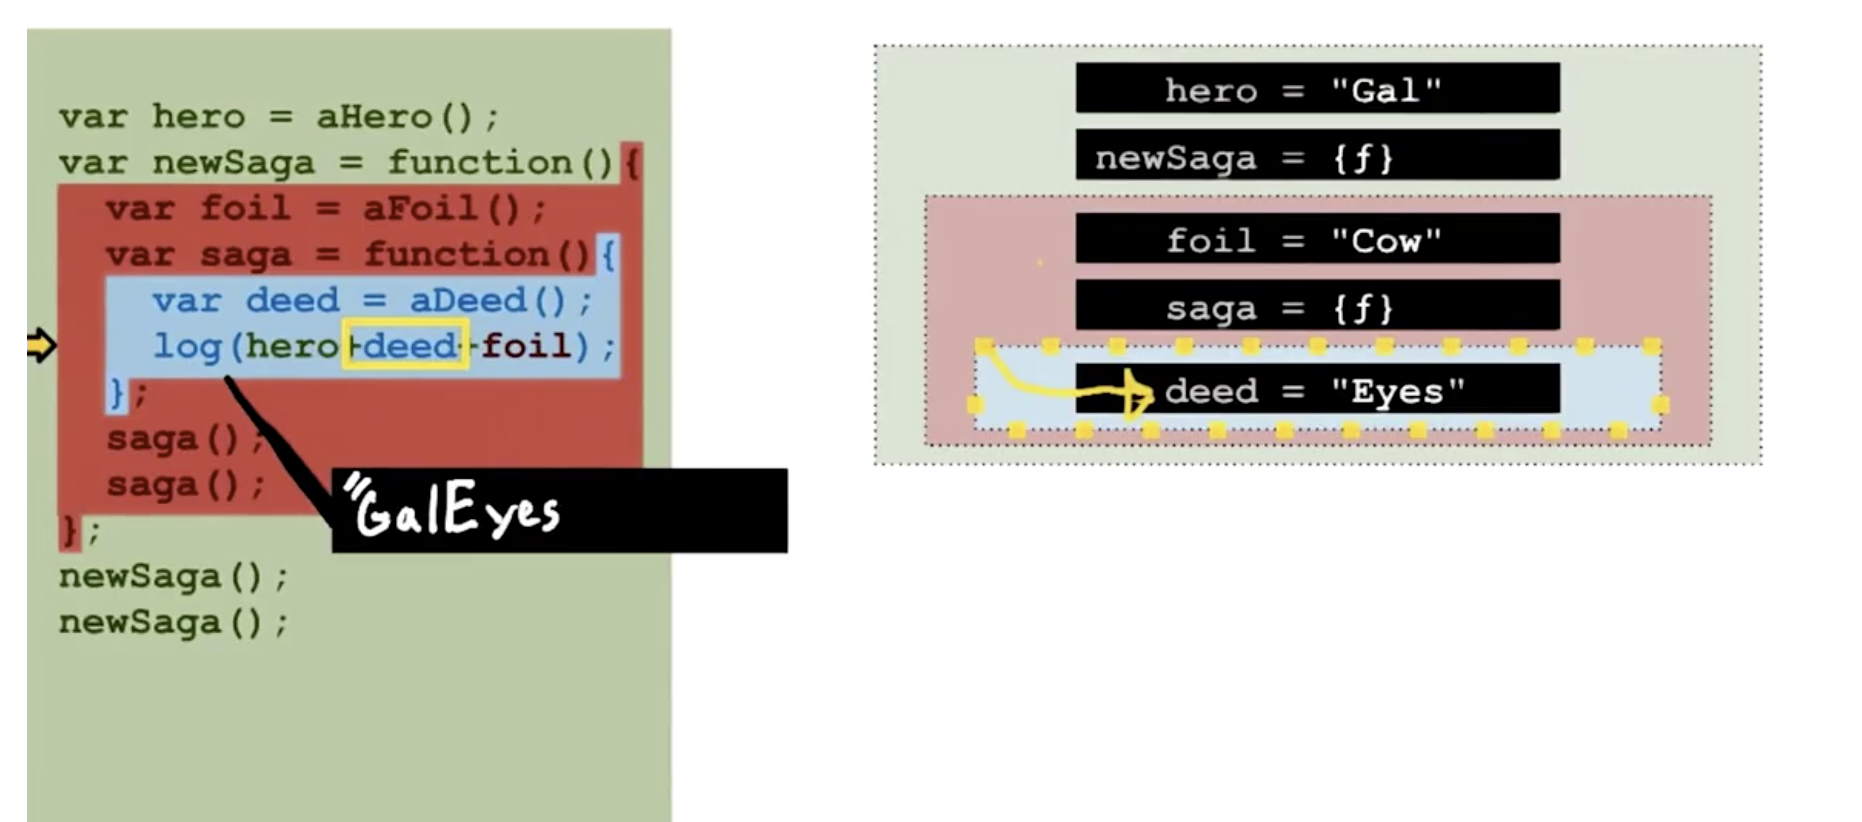 var hero = aHero();
var newSaga = function(){
var foil = aFoil();
var saga = function(){
var deed = aDeed();
log(hero+deed+foil);
};
saga();
saga();
};
newSaga();
newSaga();
"GalEyes
hero = "Gal"
newSaga = {ƒ}
foil = "Cow"
saga = {ƒ}
deed = "Eyes"